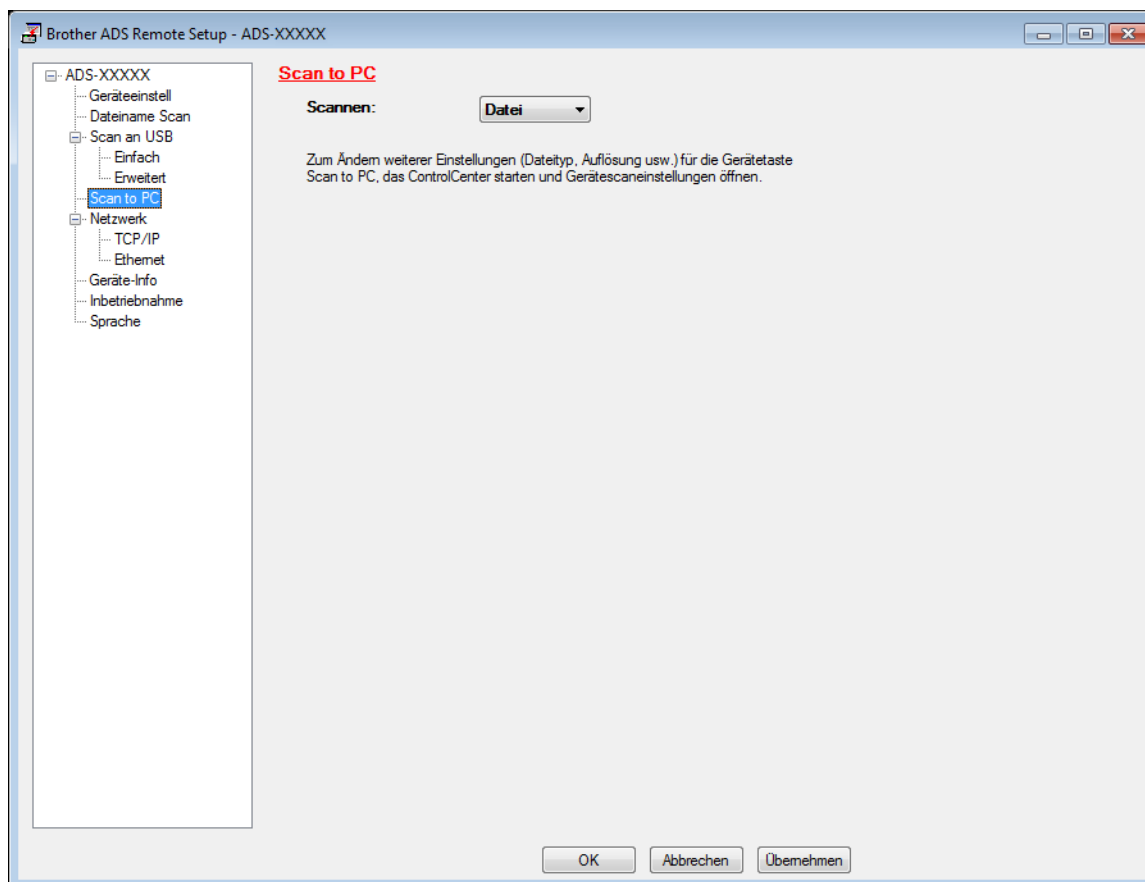 Brother ADS Remote Setup - ADS-XXXXX
ADS-XXXXX
Geräteeinstell
Dateiname Scan
Scan an USB
Einfach
Erweitert
Scan to PC
Netzwerk
TCP/IP
Ethernet
Geräte-Info
Inbetriebnahme
Sprache
Scan to PC
Scannen:
Datei
Zum Ändern weiterer Einstellungen (Dateityp, Auflösung usw.) für die Gerätetaste
Scan to PC, das ControlCenter starten und Gerätescaneinstellungen öffnen.
OK
Abbrechen
Übernehmen